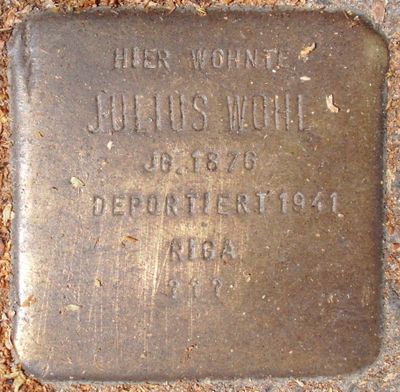 HIER WOHNTE
JULIUS WOHL
JG. 1876
DEPORTIERT 1941
RIGA
? ? ?